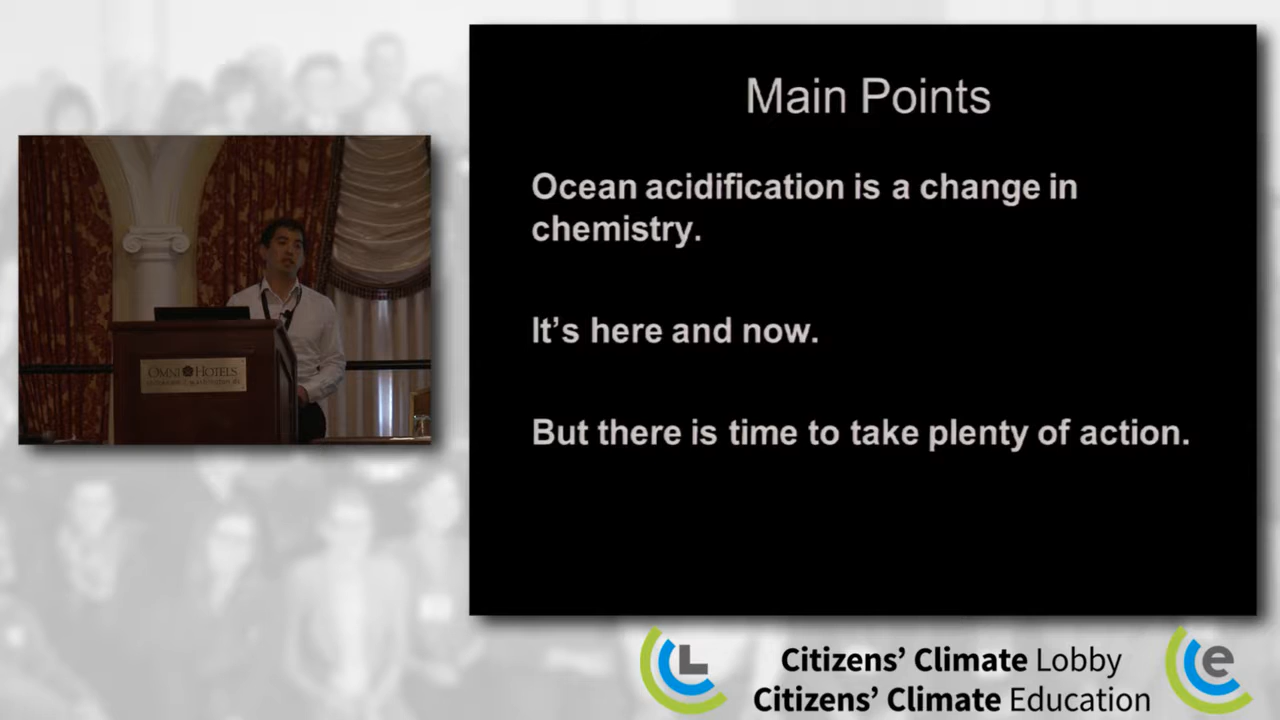 Main Points
Ocean acidification is a change in
chemistry.
It's here and now.
But there is time to take plenty of action.
OMNI HOTELS
Citizens' Climate Lobby
Citizens' Climate Education